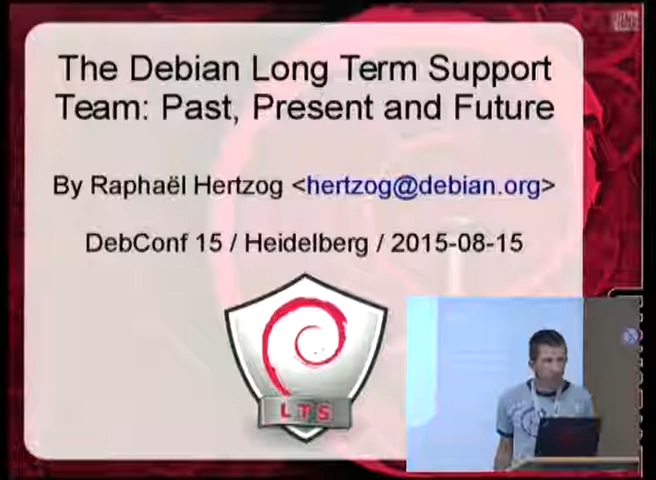 The Debian Long Term Support
Team: Past, Present and Future
By Raphaël Hertzog <hertzog@debian.org>
DebConf 15 / Heidelberg / 2015-08-15
LTS